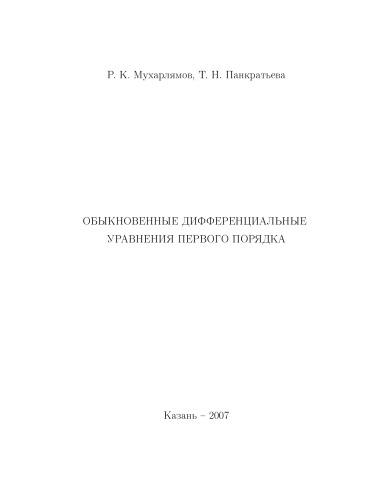 Р. К. Мухарлямов, Т. Н. Панкратьева
ОБЫКНОВЕННЫЕ ДИФФЕРЕНЦИАЛЬНЫЕ
УРАВНЕНИЯ ПЕРВОГО ПОРЯДКА
Казань – 2007